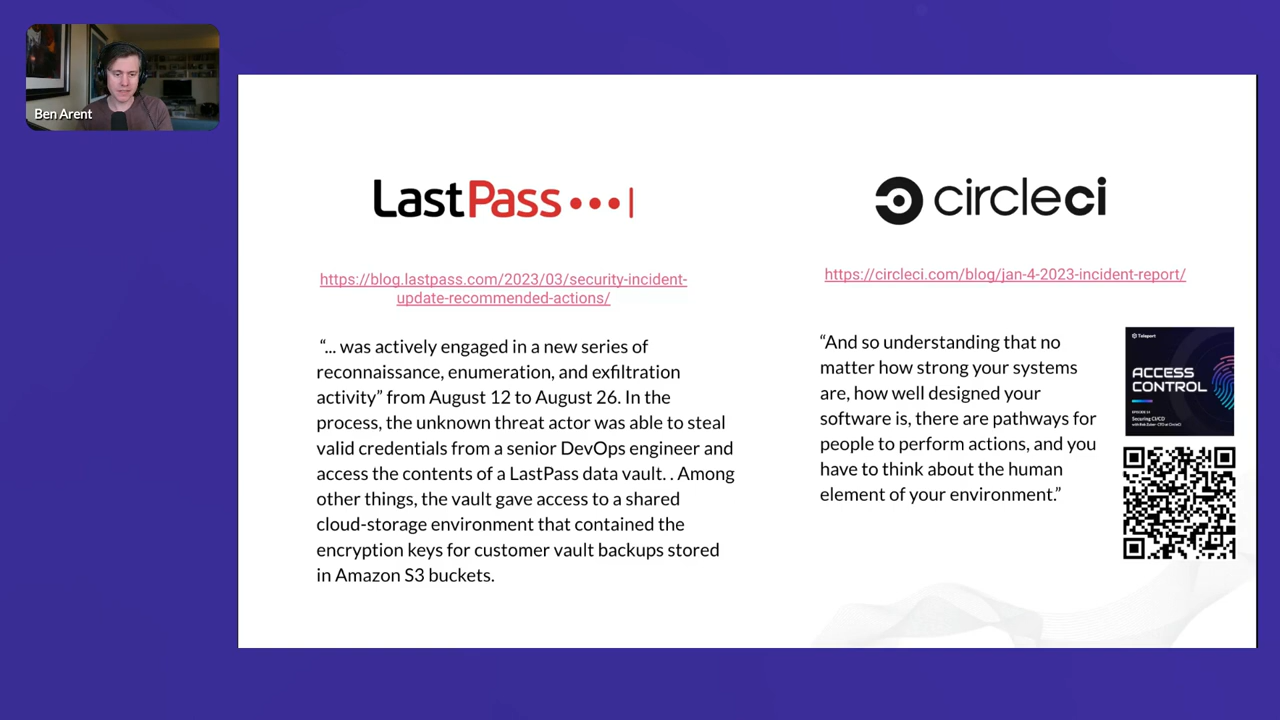 Ben Arent
LastPass
circleci
https://blog.lastpass.com/2023/03/security-incident-
update-recommended-actions/
“... was actively engaged in a new series of
reconnaissance, enumeration, and exfiltration
activity” from August 12 to August 26. In the
process, the unknown threat actor was able to steal
valid credentials from a senior DevOps engineer and
access the contents of a LastPass data vault. . Among
other things, the vault gave access to a shared
cloud-storage environment that contained the
encryption keys for customer vault backups stored
in Amazon S3 buckets.
https://circleci.com/blog/jan-4-2023-incident-report/
“And so understanding that no
matter how strong your systems
are, how well designed your
software is, there are pathways for
people to perform actions, and you
have to think about the human
element of your environment.”
Teleport
ACCESS
CONTROL
Securing CI/CD